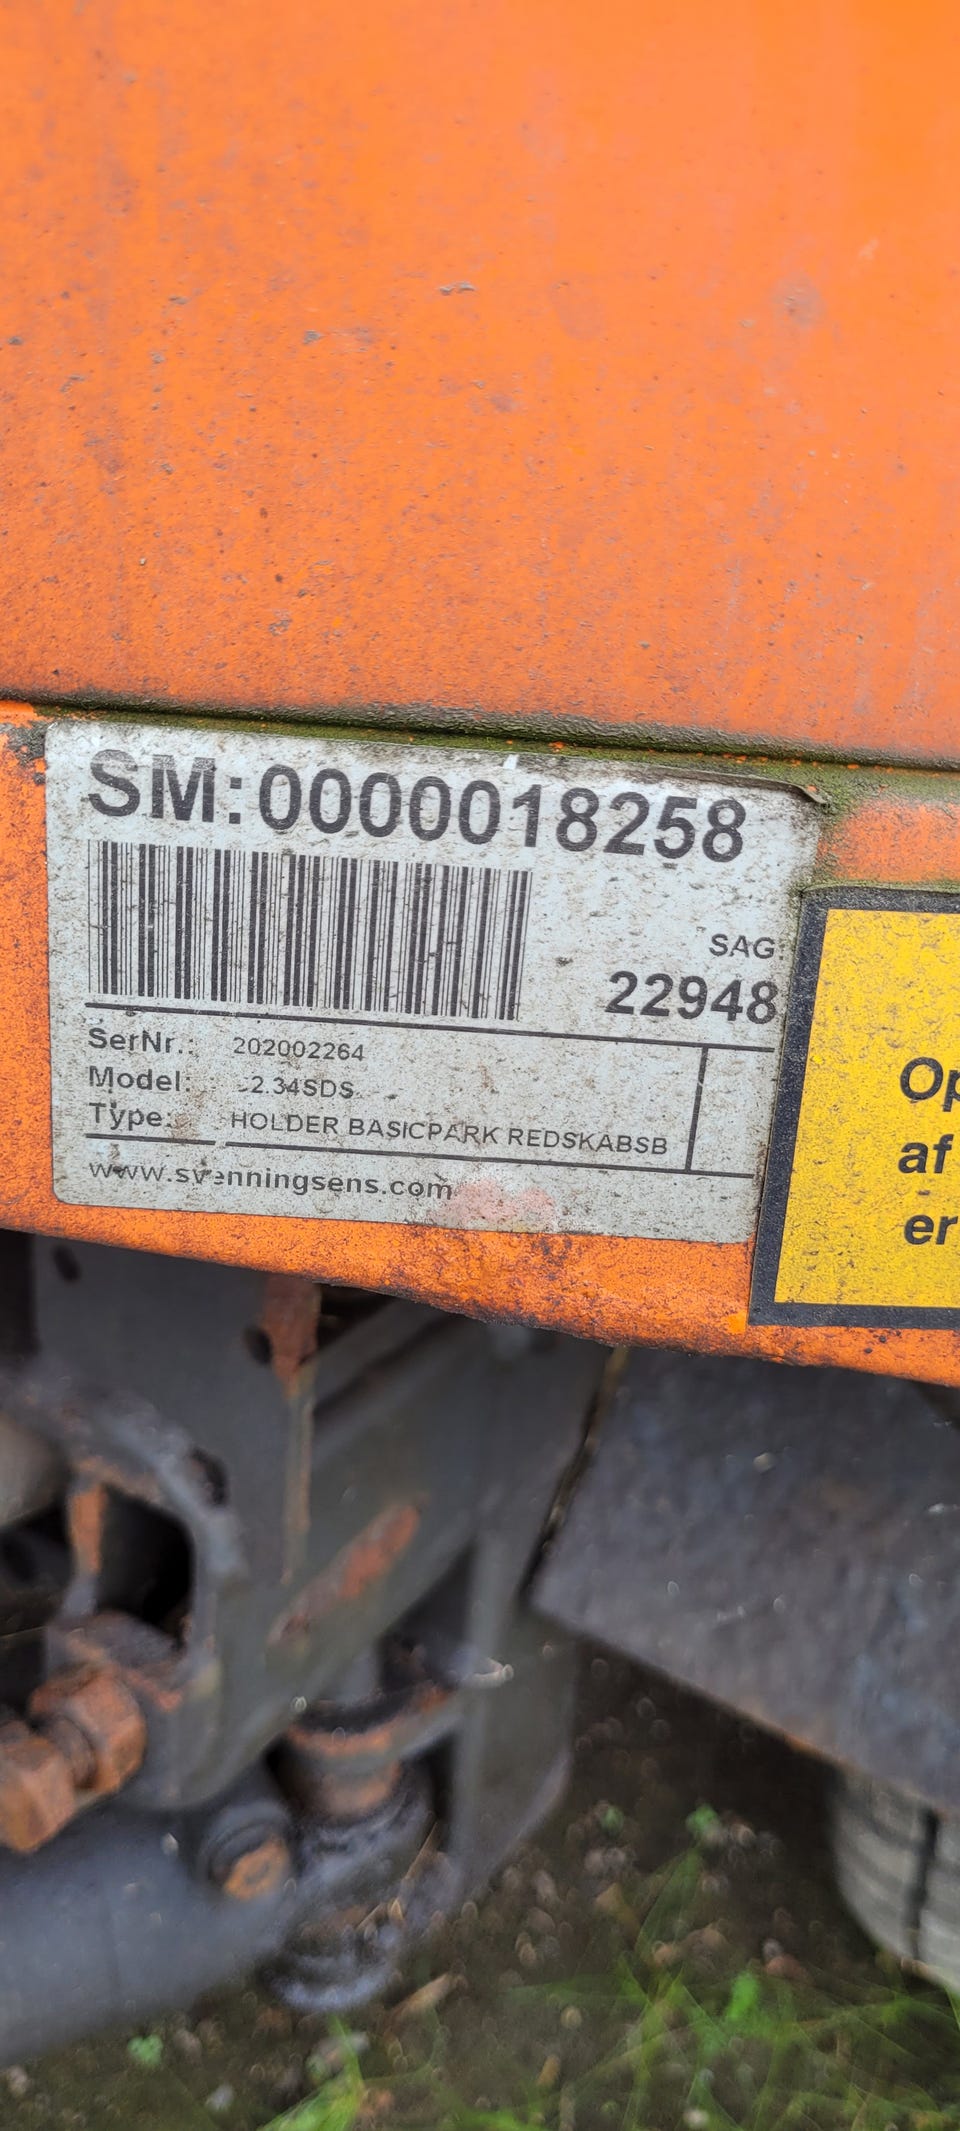 SM:0000018258
SAG:
22948
SerNr.: 202002264
Model: 2.34SDS
Type: HOLDER BASICPARK REDSKABSB
www.svenningsens.com
Op
af
er